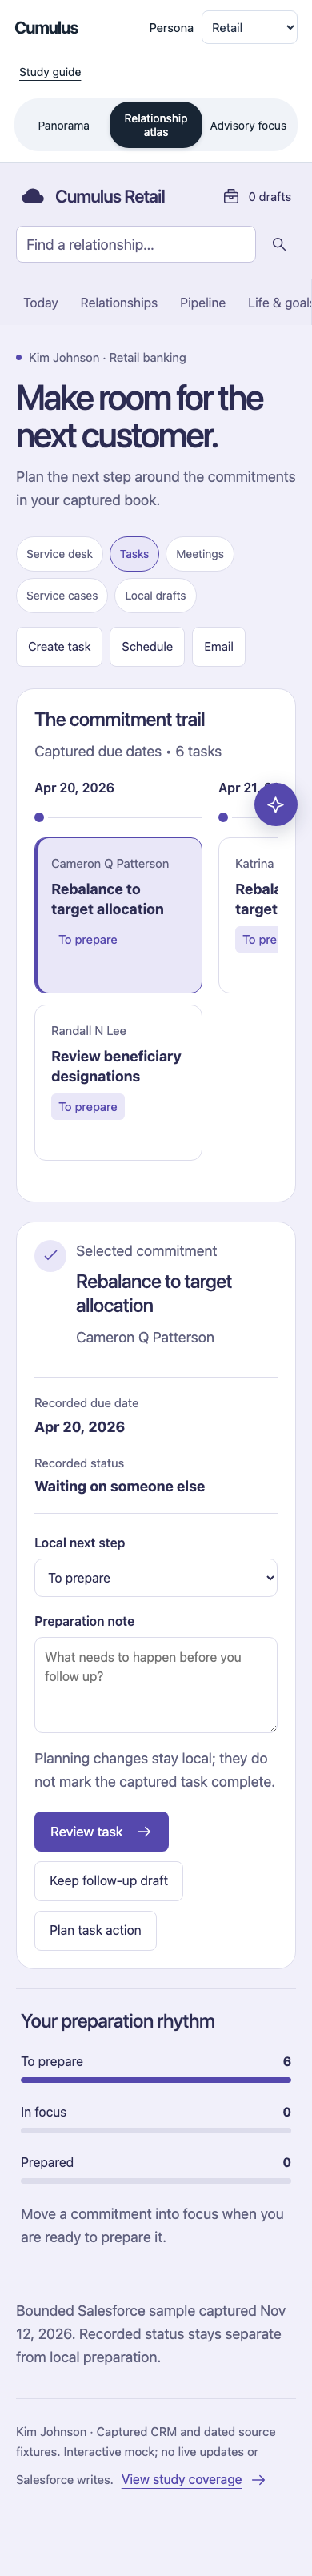 Cumulus
Persona
Retail
Study guide
Panorama
Relationship
atlas
Advisory focus
Cumulus Retail
0 drafts
Find a relationship...
Today
Relationships
Pipeline
Life & goals
Kim Johnson · Retail banking
Make room for the
next customer.
Plan the next step around the commitments
in your captured book.
Service desk
Tasks
Meetings
Service cases
Local drafts
Create task
Schedule
Email
The commitment trail
Captured due dates • 6 tasks
Apr 20, 2026
Apr 21,
Cameron Q Patterson
Rebalance to
target allocation
To prepare
Katrina
Rebala
target
To pre
Randall N Lee
Review beneficiary
designations
To prepare
Selected commitment
Rebalance to target
allocation
Cameron Q Patterson
Recorded due date
Apr 20, 2026
Recorded status
Waiting on someone else
Local next step
To prepare
Preparation note
What needs to happen before you
follow up?
Planning changes stay local; they do
not mark the captured task complete.
Review task
Keep follow-up draft
Plan task action
Your preparation rhythm
To prepare
6
In focus
0
Prepared
0
Move a commitment into focus when you
are ready to prepare it.
Bounded Salesforce sample captured Nov
12, 2026. Recorded status stays separate
from local preparation.
Kim Johnson · Captured CRM and dated source
fixtures. Interactive mock; no live updates or
Salesforce writes. View study coverage